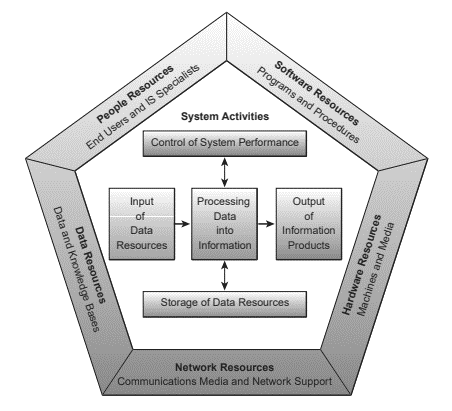 People Resources
End Users and IS Specialists
Software Resources
Programs and Procedures
System Activities
Control of System Performance
Input
of
Data
Resources
Processing
Data
into
Information
Output
of
Information
Products
Storage of Data Resources
Data Resources
Data and Knowledge Bases
Hardware Resources
Machines and Media
Network Resources
Communications Media and Network Support